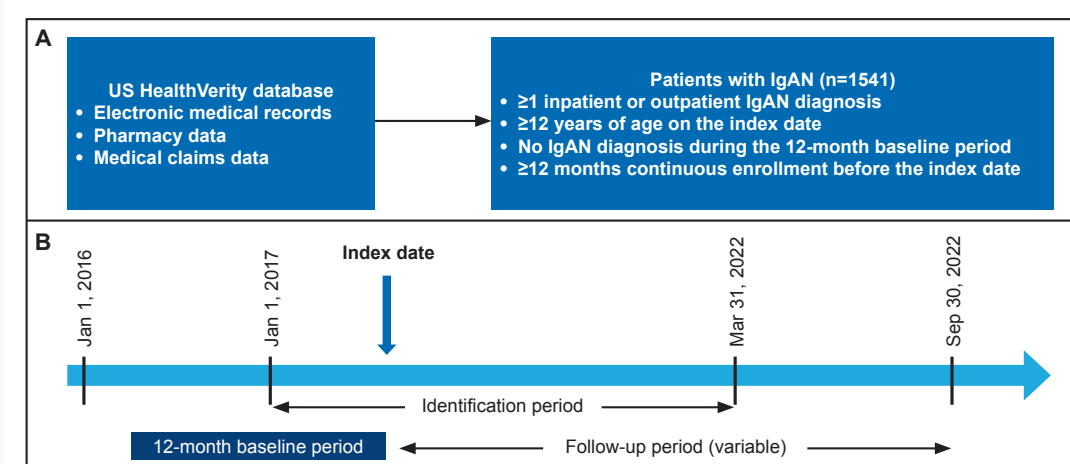 A
US HealthVerity database
• Electronic medical records
• Pharmacy data
• Medical claims data
Patients with IgAN (n=1541)
• ≥1 inpatient or outpatient IgAN diagnosis
• ≥12 years of age on the index date
• No IgAN diagnosis during the 12-month baseline period
• ≥12 months continuous enrollment before the index date
B
Jan 1, 2016
Jan 1, 2017
Index date
Mar 31, 2022
Sep 30, 2022
Identification period
12-month baseline period
Follow-up period (variable)